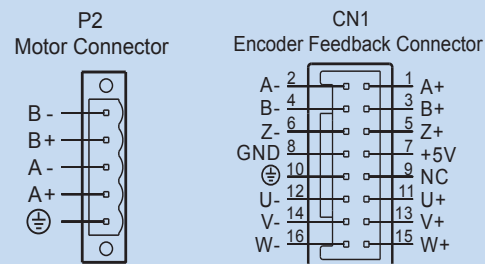 P2
Motor Connector
B -
B+
A -
A+
CN1
Encoder Feedback Connector
A- 2 1 A+
B- 4 3 B+
Z- 6 5 Z+
GND 8 7 +5V
10 9 NC
U- 12 11 U+
V- 14 13 V+
W- 16 15 W+